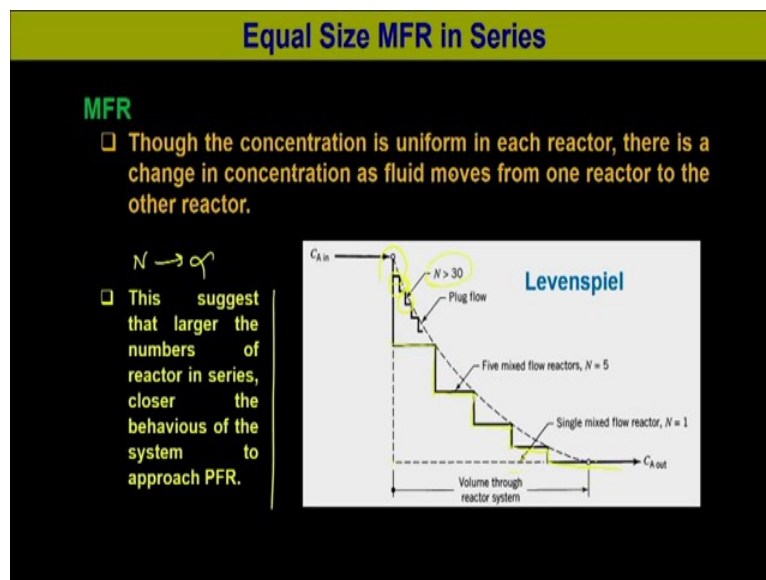 Equal Size MFR in Series
MFR
❑ Though the concentration is uniform in each reactor, there is a
change in concentration as fluid moves from one reactor to the
other reactor.
N → ∝
❑ This suggest
that larger the
numbers of
reactor in series,
closer the
behavious of the
system to
approach PFR.
C_A in
N > 30
Levenspiel
Plug flow
Five mixed flow reactors, N = 5
Single mixed flow reactor, N = 1
C_A out
Volume through
reactor system